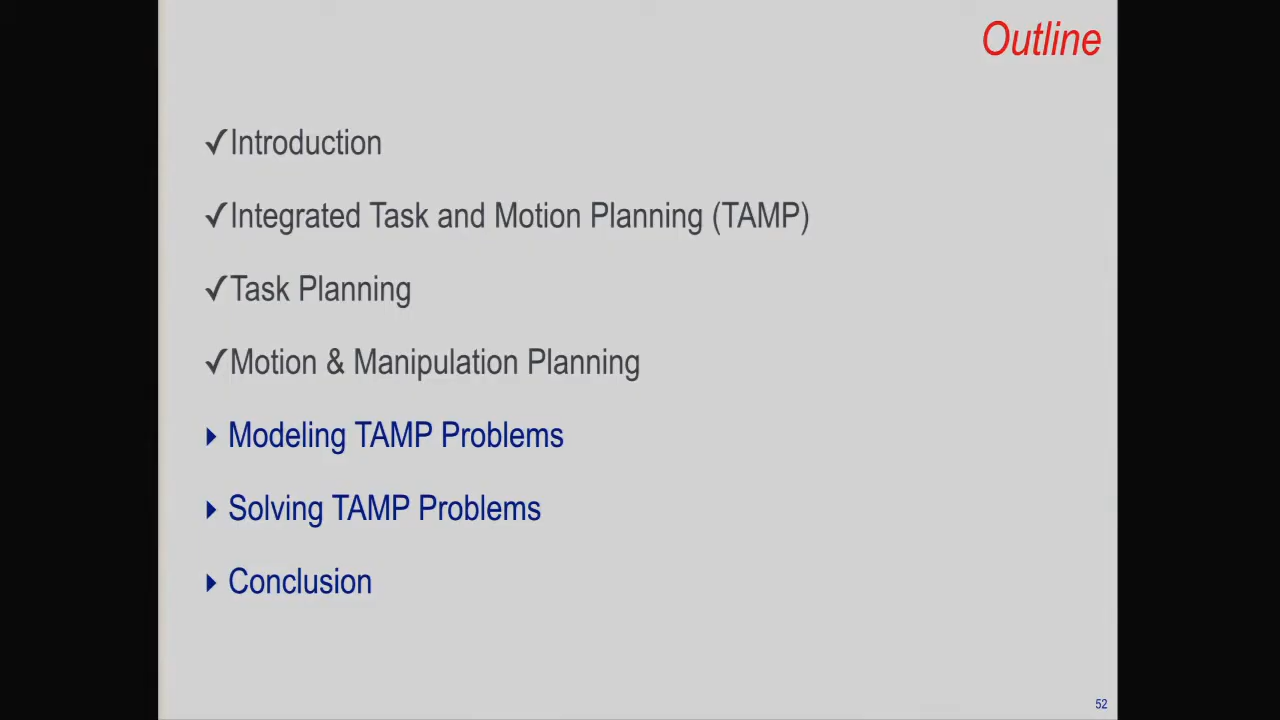 Outline
✓Introduction
✓Integrated Task and Motion Planning (TAMP)
✓Task Planning
✓Motion & Manipulation Planning
‣ Modeling TAMP Problems
‣ Solving TAMP Problems
‣ Conclusion
52